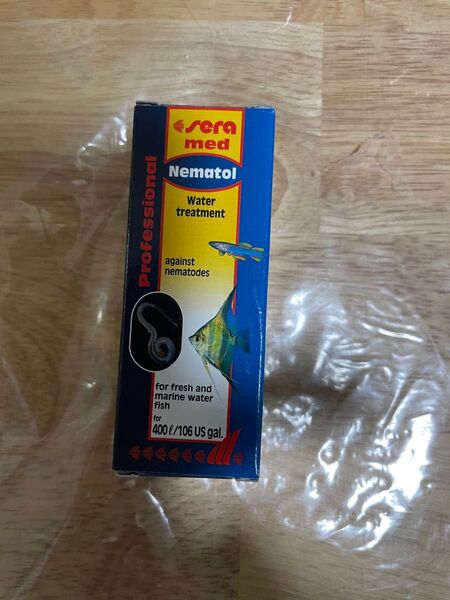 sera
med
Nematol
Professional
Water
treatment
against
nematodes
for fresh and
marine water
fish
for
400 ℓ/106 US gal.